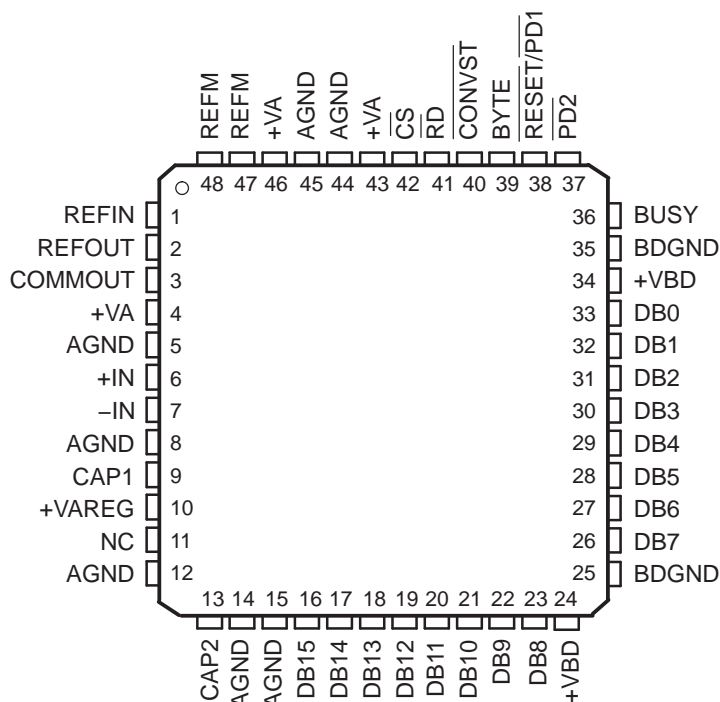 REFM
REFM
+VA
AGND
AGND
+VA
CS
RD
CONVST
BYTE
RESET/PD1
PD2
48 47 46 45 44 43 42 41 40 39 38 37
REFIN 1
REFOUT 2
COMMOUT 3
+VA 4
AGND 5
+IN 6
–IN 7
AGND 8
CAP1 9
+VAREG 10
NC 11
AGND 12
36 BUSY
35 BDGND
34 +VBD
33 DB0
32 DB1
31 DB2
30 DB3
29 DB4
28 DB5
27 DB6
26 DB7
25 BDGND
13 14 15 16 17 18 19 20 21 22 23 24
CAP2
AGND
AGND
DB15
DB14
DB13
DB12
DB11
DB10
DB9
DB8
+VBD